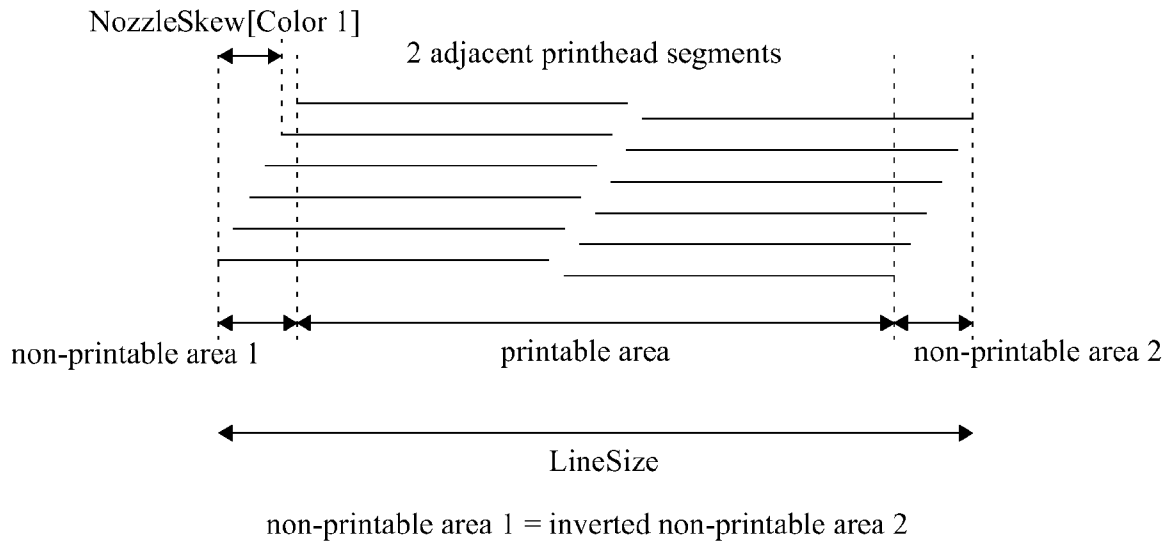 NozzleSkew[Color 1]
2 adjacent printhead segments
non-printable area 1
printable area
non-printable area 2
LineSize
non-printable area 1 = inverted non-printable area 2